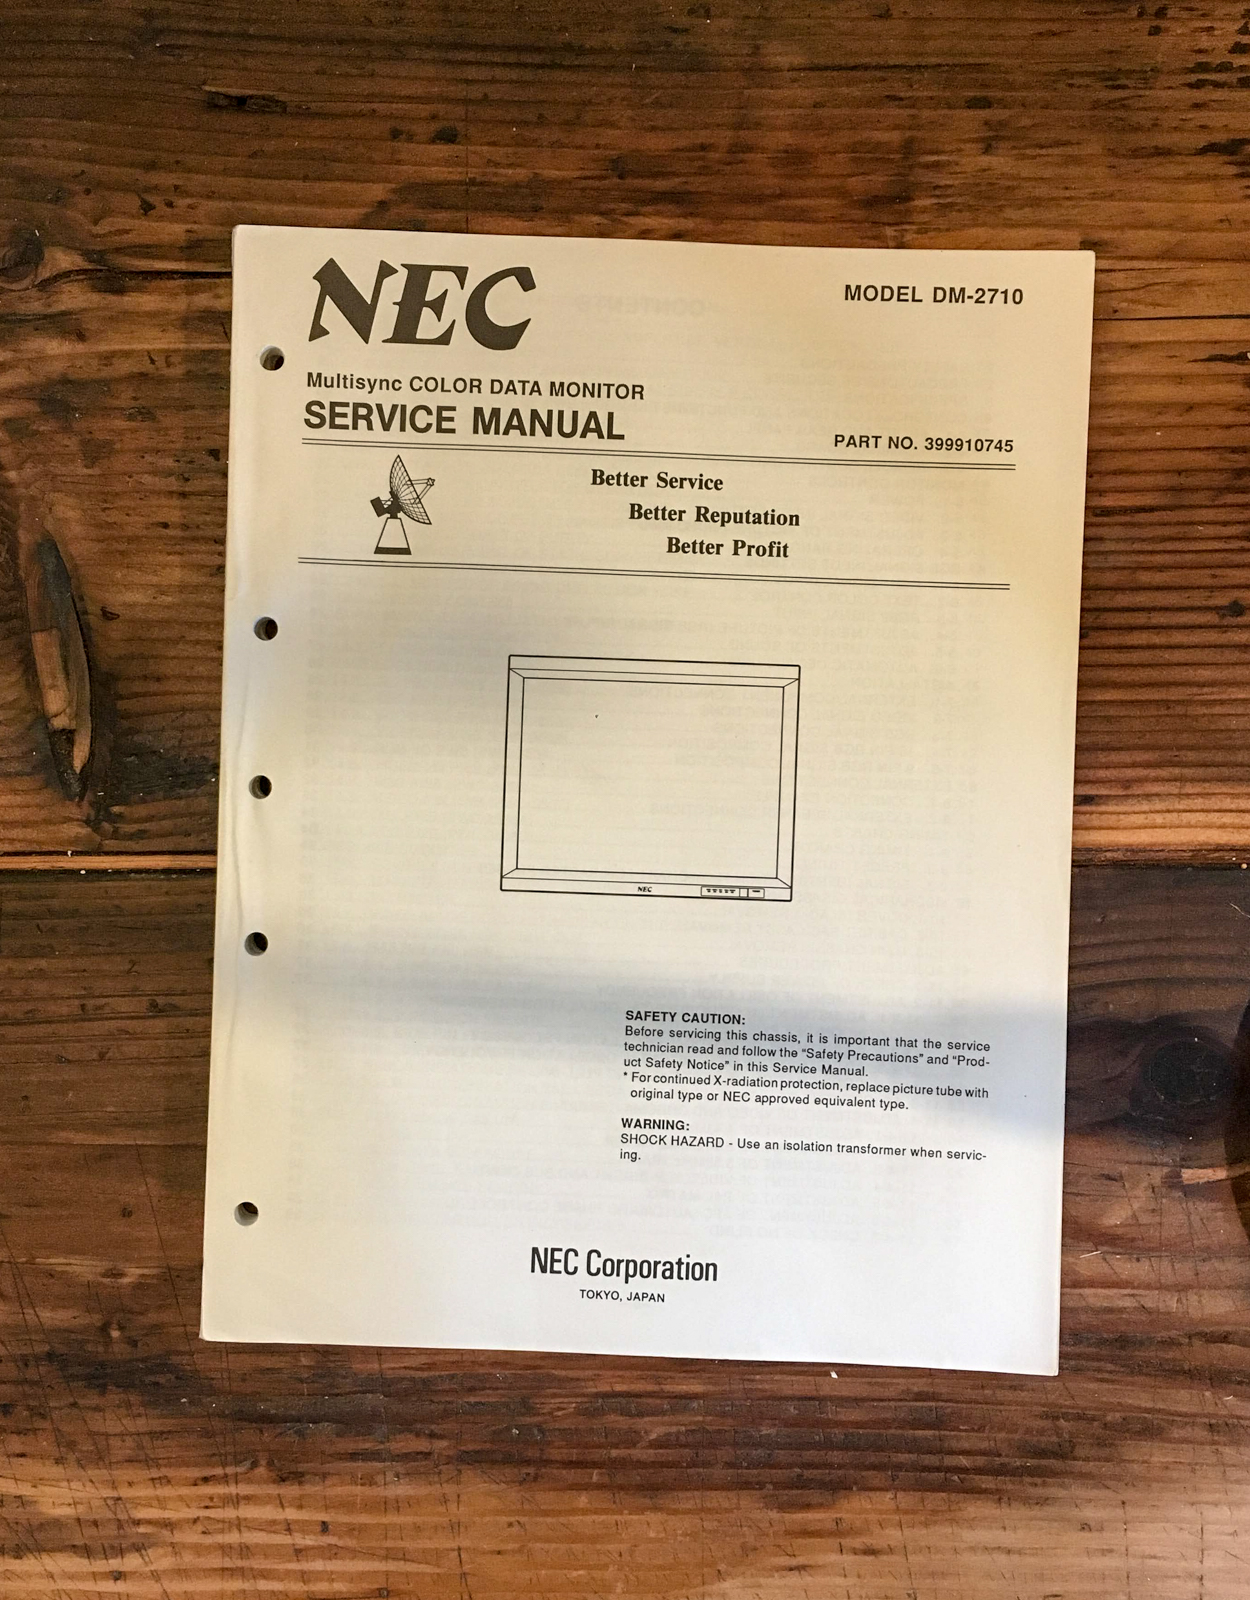 NEC
MODEL DM-2710
Multisync COLOR DATA MONITOR
SERVICE MANUAL
PART NO. 399910745
Better Service
Better Reputation
Better Profit
NEC
SAFETY CAUTION:
Before servicing this chassis, it is important that the service
technician read and follow the “Safety Precautions” and “Prod-
uct Safety Notice” in this Service Manual.
* For continued X-radiation protection, replace picture tube with
original type or NEC approved equivalent type.
WARNING:
SHOCK HAZARD - Use an isolation transformer when servic-
ing.
NEC Corporation
TOKYO, JAPAN